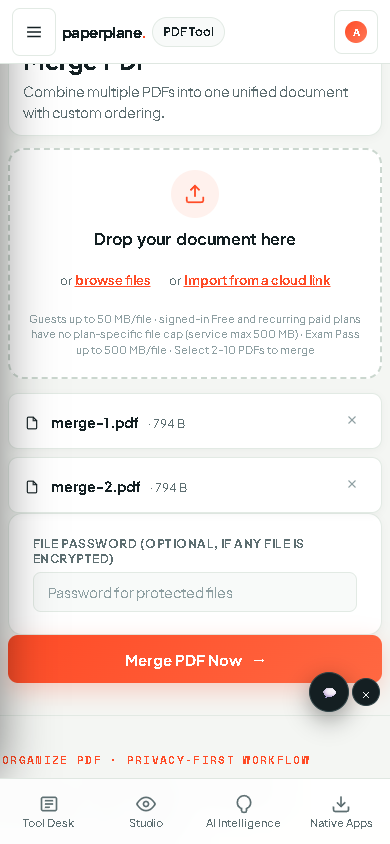 paperplane.
PDF Tool
A
Merge PDF
Combine multiple PDFs into one unified document
with custom ordering.
Drop your document here
or browse files or Import from a cloud link
Guests up to 50 MB/file · signed-in Free and recurring paid plans
have no plan-specific file cap (service max 500 MB) · Exam Pass
up to 500 MB/file · Select 2-10 PDFs to merge
merge-1.pdf · 794 B ×
merge-2.pdf · 794 B ×
FILE PASSWORD (OPTIONAL, IF ANY FILE IS
ENCRYPTED)
Password for protected files
Merge PDF Now →
×
ORGANIZE PDF · PRIVACY-FIRST WORKFLOW
Tool Desk Studio AI Intelligence Native Apps